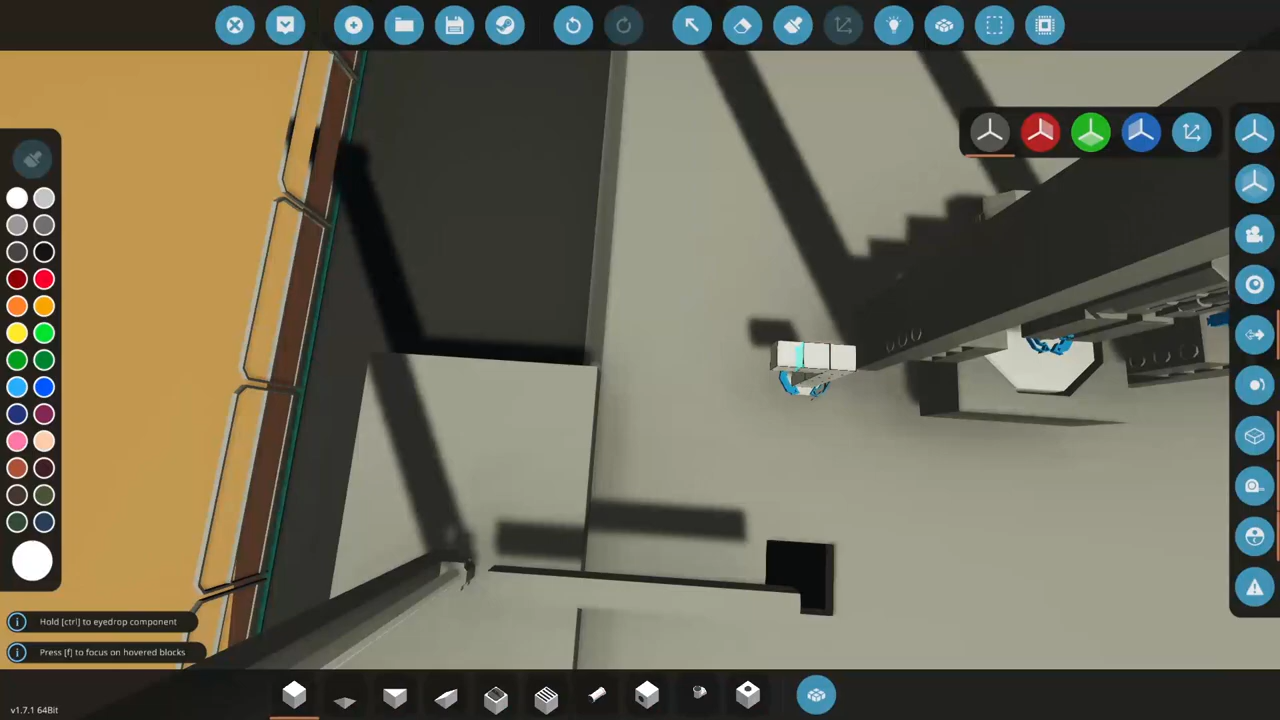 Hold [ctrl] to eyedrop component
Press [f] to focus on hovered blocks
v1.7.1 64Bit